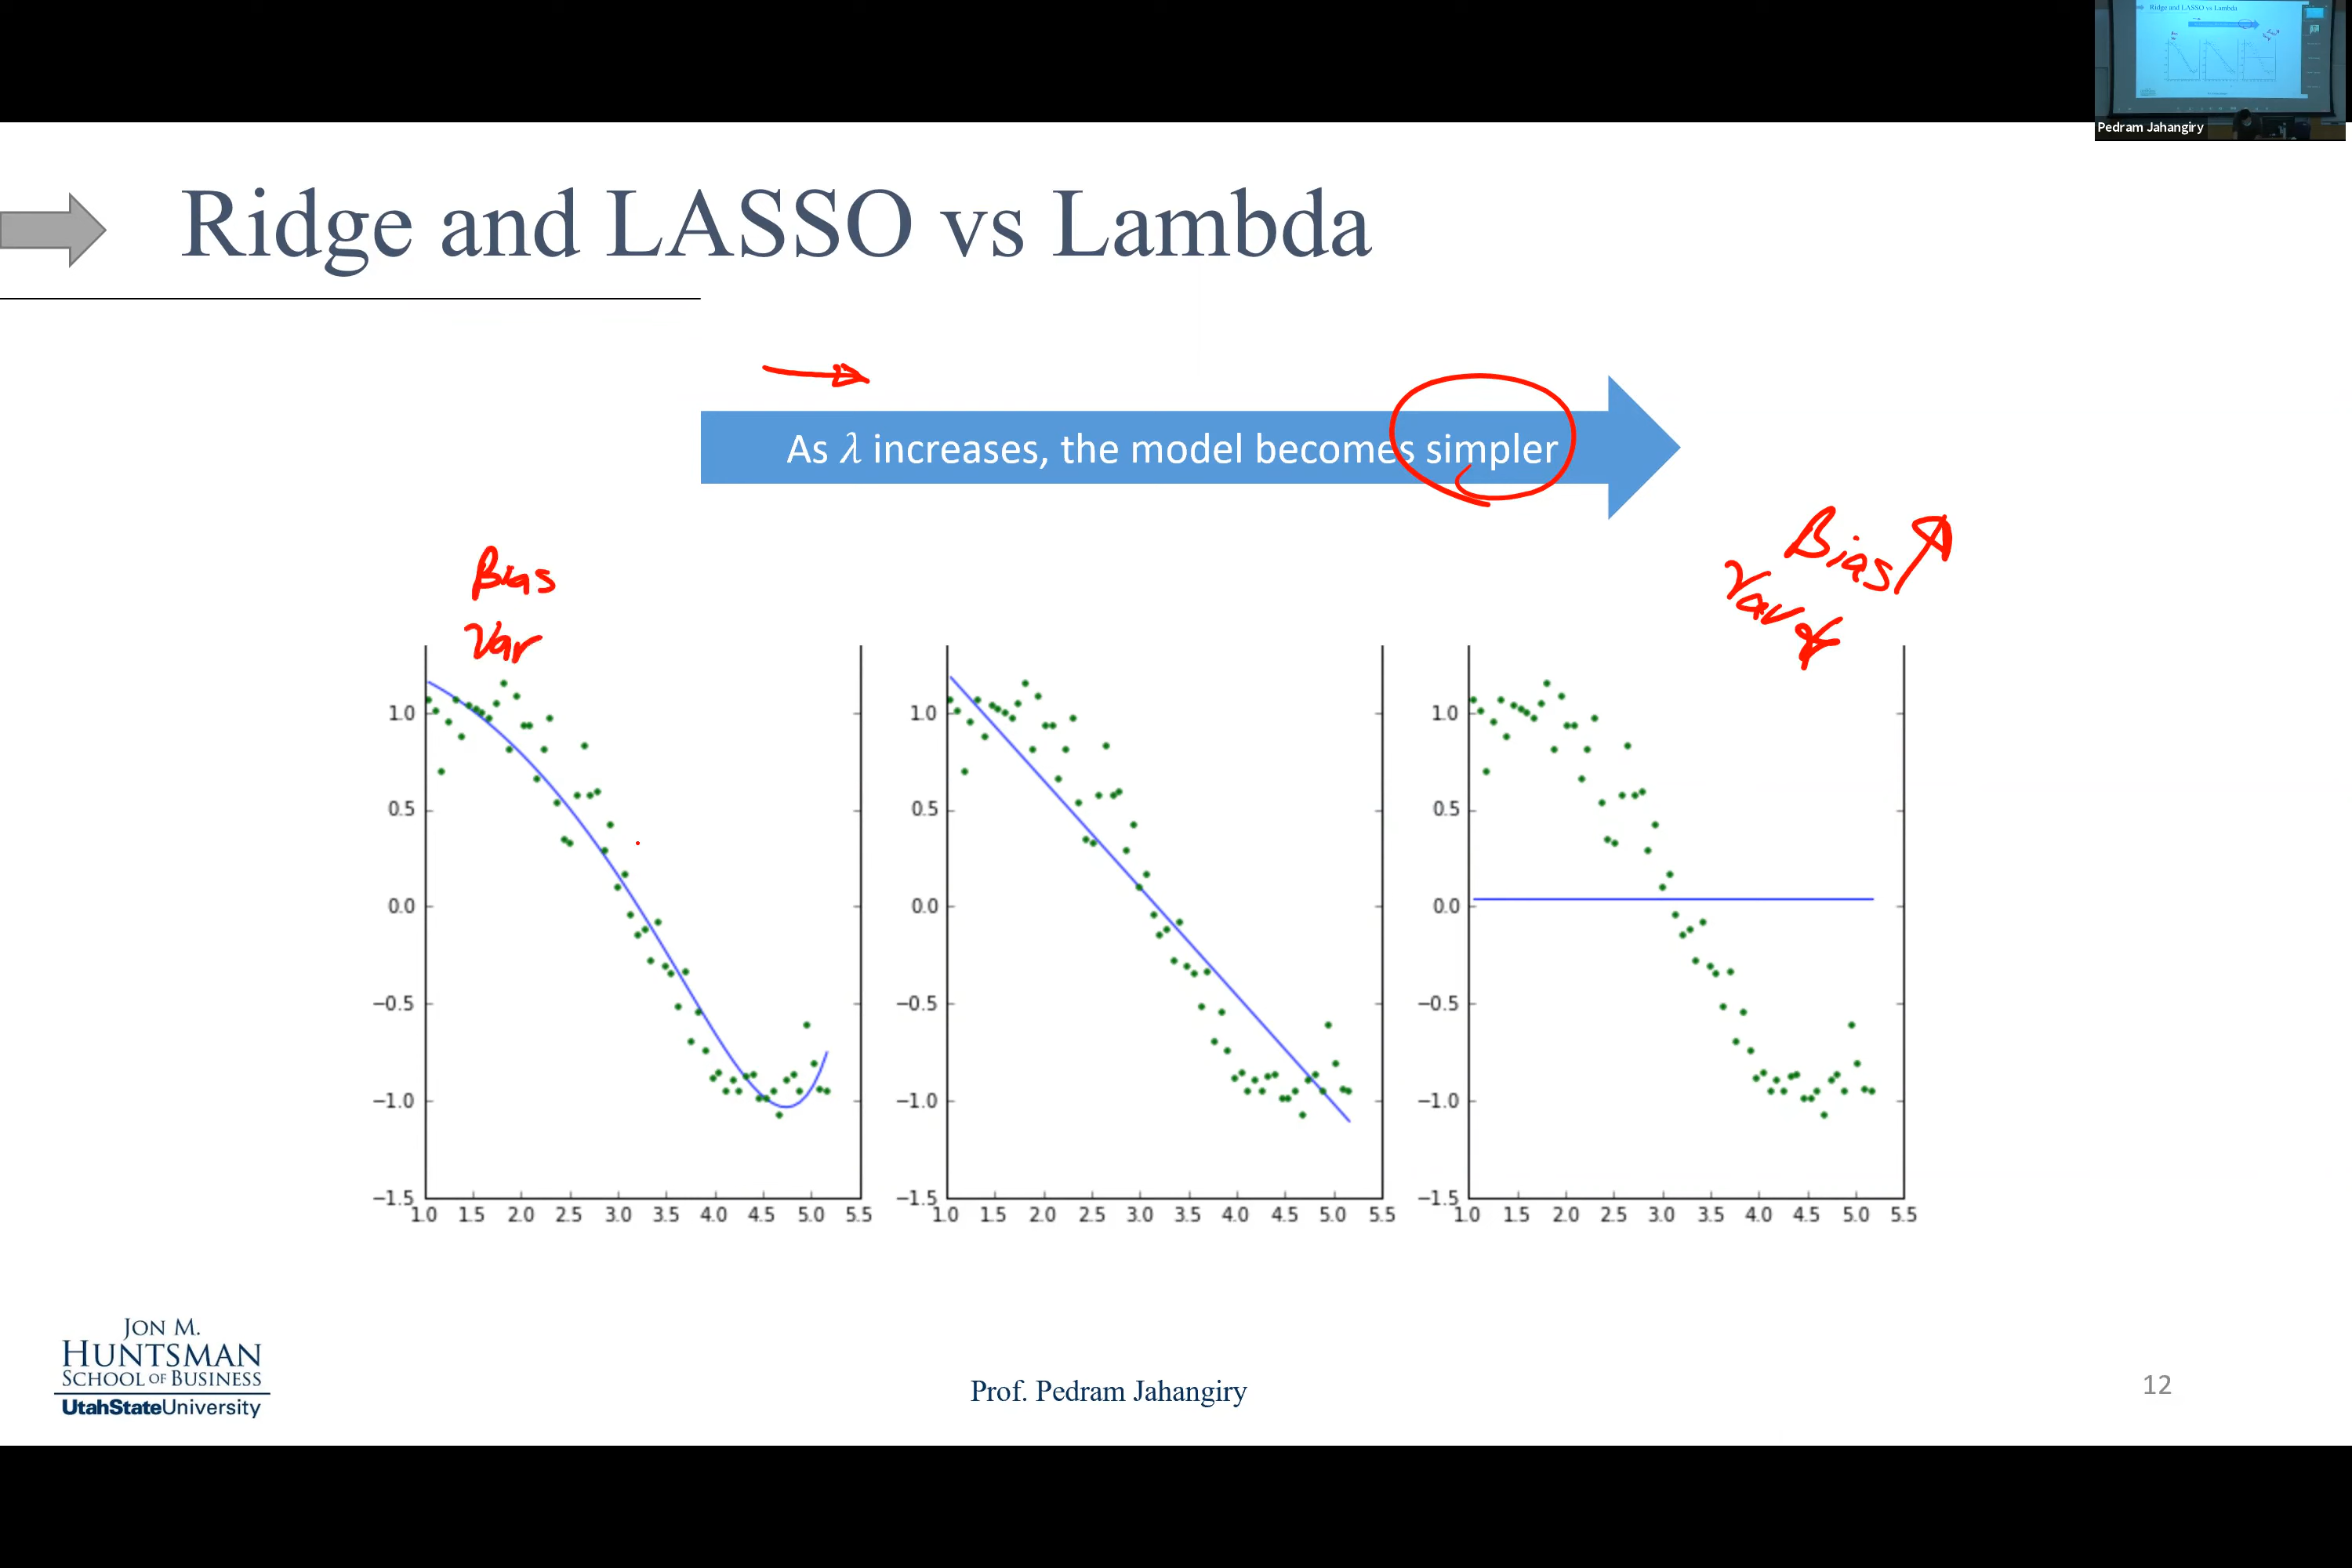 Ridge and LASSO vs Lambda
Pedram Jahangiry
Ridge and LASSO vs Lambda
As λ increases, the model becomes simpler
Bias
Var
Bias
Var
1.0
0.5
0.0
−0.5
−1.0
−1.5
1.0 1.5 2.0 2.5 3.0 3.5 4.0 4.5 5.0 5.5
1.0
0.5
0.0
−0.5
−1.0
−1.5
1.0 1.5 2.0 2.5 3.0 3.5 4.0 4.5 5.0 5.5
1.0
0.5
0.0
−0.5
−1.0
−1.5
1.0 1.5 2.0 2.5 3.0 3.5 4.0 4.5 5.0 5.5
JON M.
HUNTSMAN
SCHOOL OF BUSINESS
UtahStateUniversity
Prof. Pedram Jahangiry
12